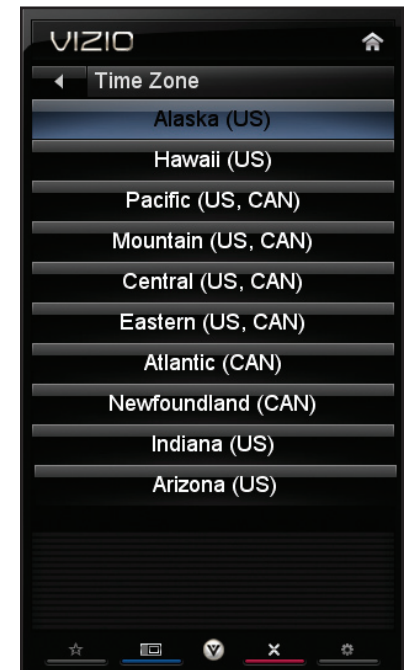 VIZIO
Time Zone
Alaska (US)
Hawaii (US)
Pacific (US, CAN)
Mountain (US, CAN)
Central (US, CAN)
Eastern (US, CAN)
Atlantic (CAN)
Newfoundland (CAN)
Indiana (US)
Arizona (US)
V